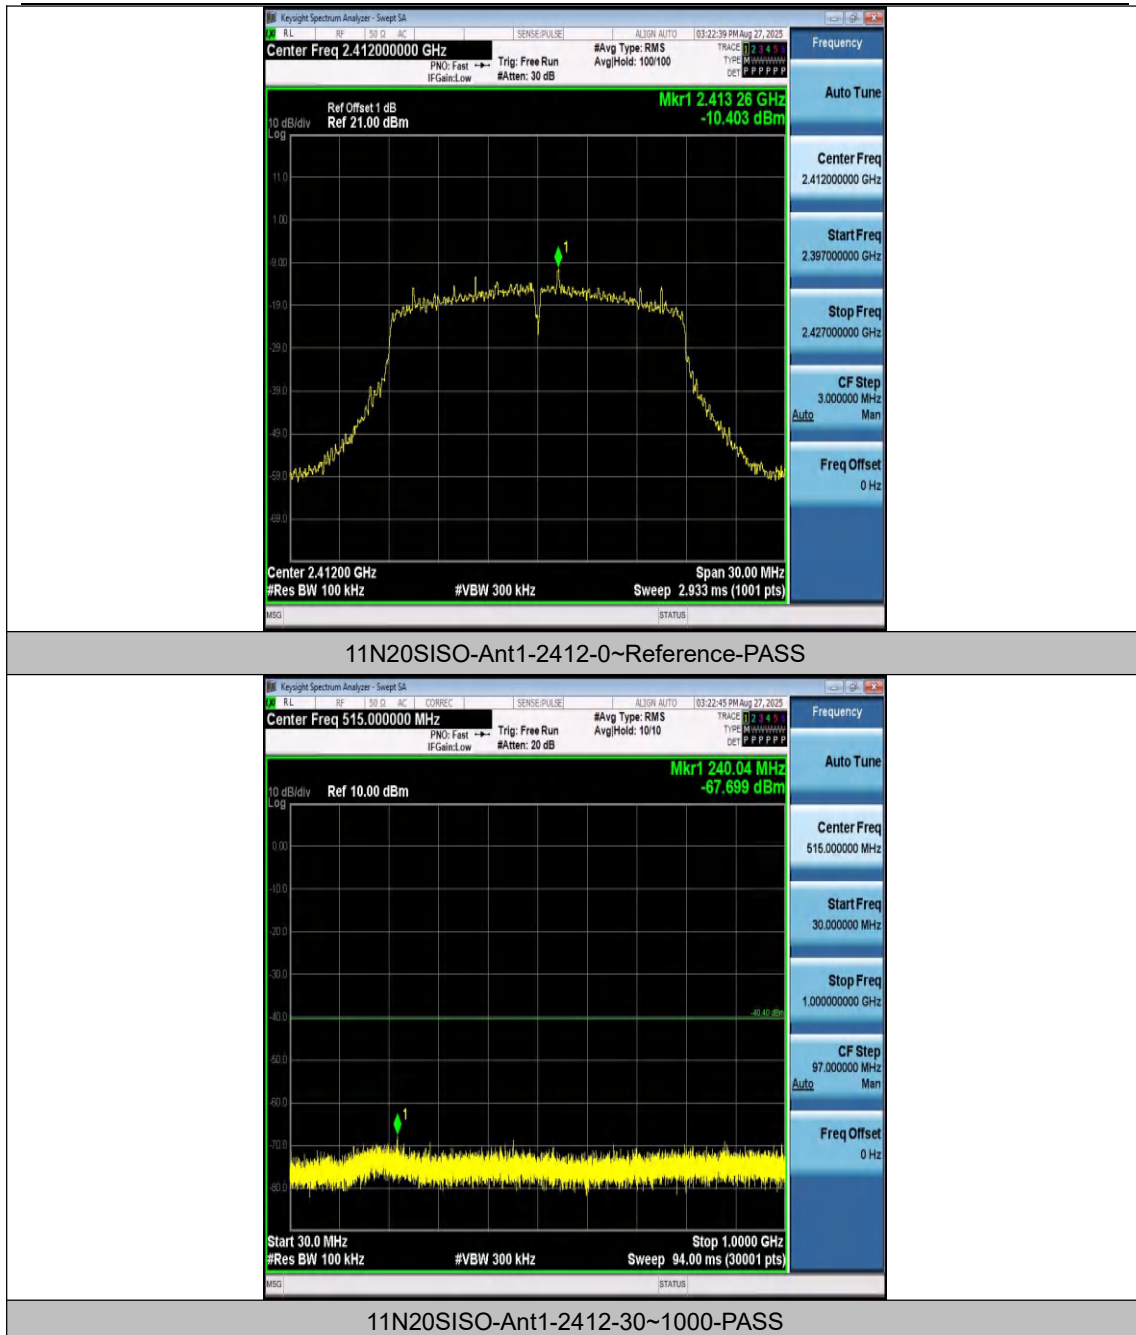 Keysight Spectrum Analyzer - Swept SA
RL RF 50 Ω AC SENSE:PULSE ALIGN AUTO 03:22:39 PM Aug 27, 2025
Center Freq 2.412000000 GHz
PNO: Fast
IFGain:Low
Trig: Free Run
#Atten: 30 dB
#Avg Type: RMS
Avg|Hold: 100/100
TRACE 1 2 3 4 5 6
TYPE M W W W W W
DET P P P P P P
Mkr1 2.413 26 GHz
-10.403 dBm
Ref Offset 1 dB
10 dB/div Ref 21.00 dBm
Log
11.0
1.00
-9.00
-19.0
-29.0
-39.0
-49.0
-59.0
-69.0
1
Center 2.41200 GHz Span 30.00 MHz
#Res BW 100 kHz #VBW 300 kHz Sweep 2.933 ms (1001 pts)
MSG STATUS
Frequency
Auto Tune
Center Freq
2.412000000 GHz
Start Freq
2.397000000 GHz
Stop Freq
2.427000000 GHz
CF Step
3.000000 MHz
Auto Man
Freq Offset
0 Hz
11N20SISO-Ant1-2412-0~Reference-PASS
Keysight Spectrum Analyzer - Swept SA
RL RF 50 Ω AC CORREC SENSE:PULSE ALIGN AUTO 03:22:45 PM Aug 27, 2025
Center Freq 515.000000 MHz
PNO: Fast
IFGain:Low
Trig: Free Run
#Atten: 20 dB
#Avg Type: RMS
Avg|Hold: 10/10
TRACE 1 2 3 4 5 6
TYPE M W W W W W
DET P P P P P P
Mkr1 240.04 MHz
-67.699 dBm
10 dB/div Ref 10.00 dBm
Log
0.00
-10.0
-20.0
-30.0
-40.0
-50.0
-60.0
-70.0
-80.0
-40.40 dBm
1
Start 30.0 MHz Stop 1.0000 GHz
#Res BW 100 kHz #VBW 300 kHz Sweep 94.00 ms (30001 pts)
MSG STATUS
Frequency
Auto Tune
Center Freq
515.000000 MHz
Start Freq
30.000000 MHz
Stop Freq
1.000000000 GHz
CF Step
97.000000 MHz
Auto Man
Freq Offset
0 Hz
11N20SISO-Ant1-2412-30~1000-PASS